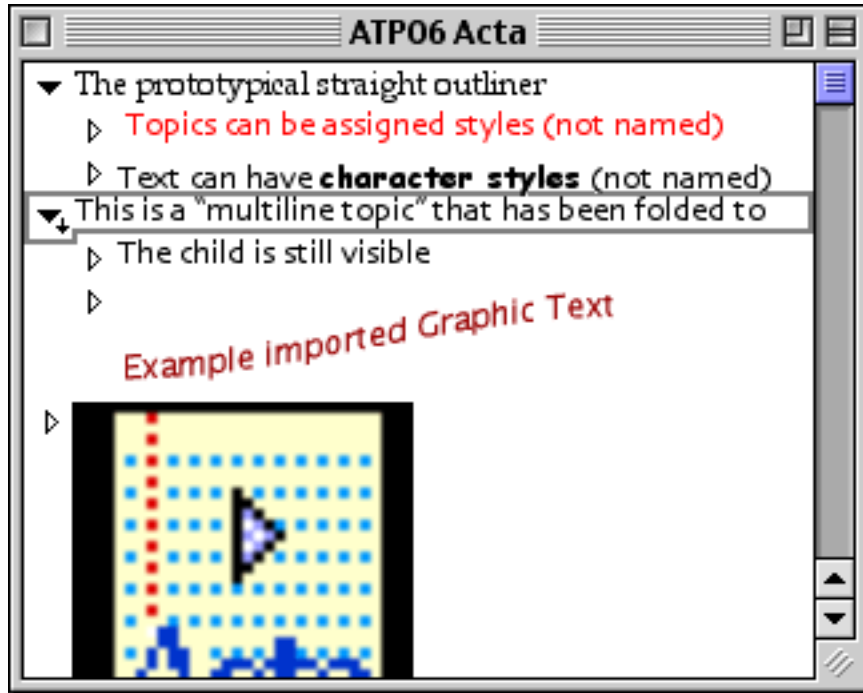 ATPO6 Acta
The prototypical straight outliner
Topics can be assigned styles (not named)
Text can have character styles (not named)
This is a "multiline topic" that has been folded to
The child is still visible
Example imported Graphic Text